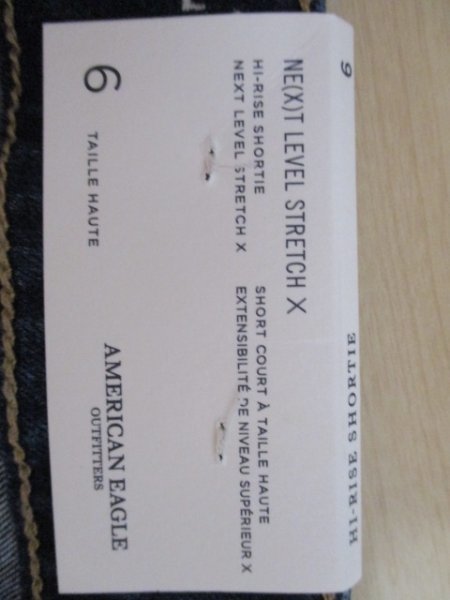 6
HI-RISE SHORTIE
NE(X)T LEVEL STRETCH X
HI-RISE SHORTIE
NEXT LEVEL STRETCH X
SHORT COURT À TAILLE HAUTE
EXTENSIBILITÉ DE NIVEAU SUPÉRIEUR X
6
TAILLE HAUTE
AMERICAN EAGLE
OUTFITTERS